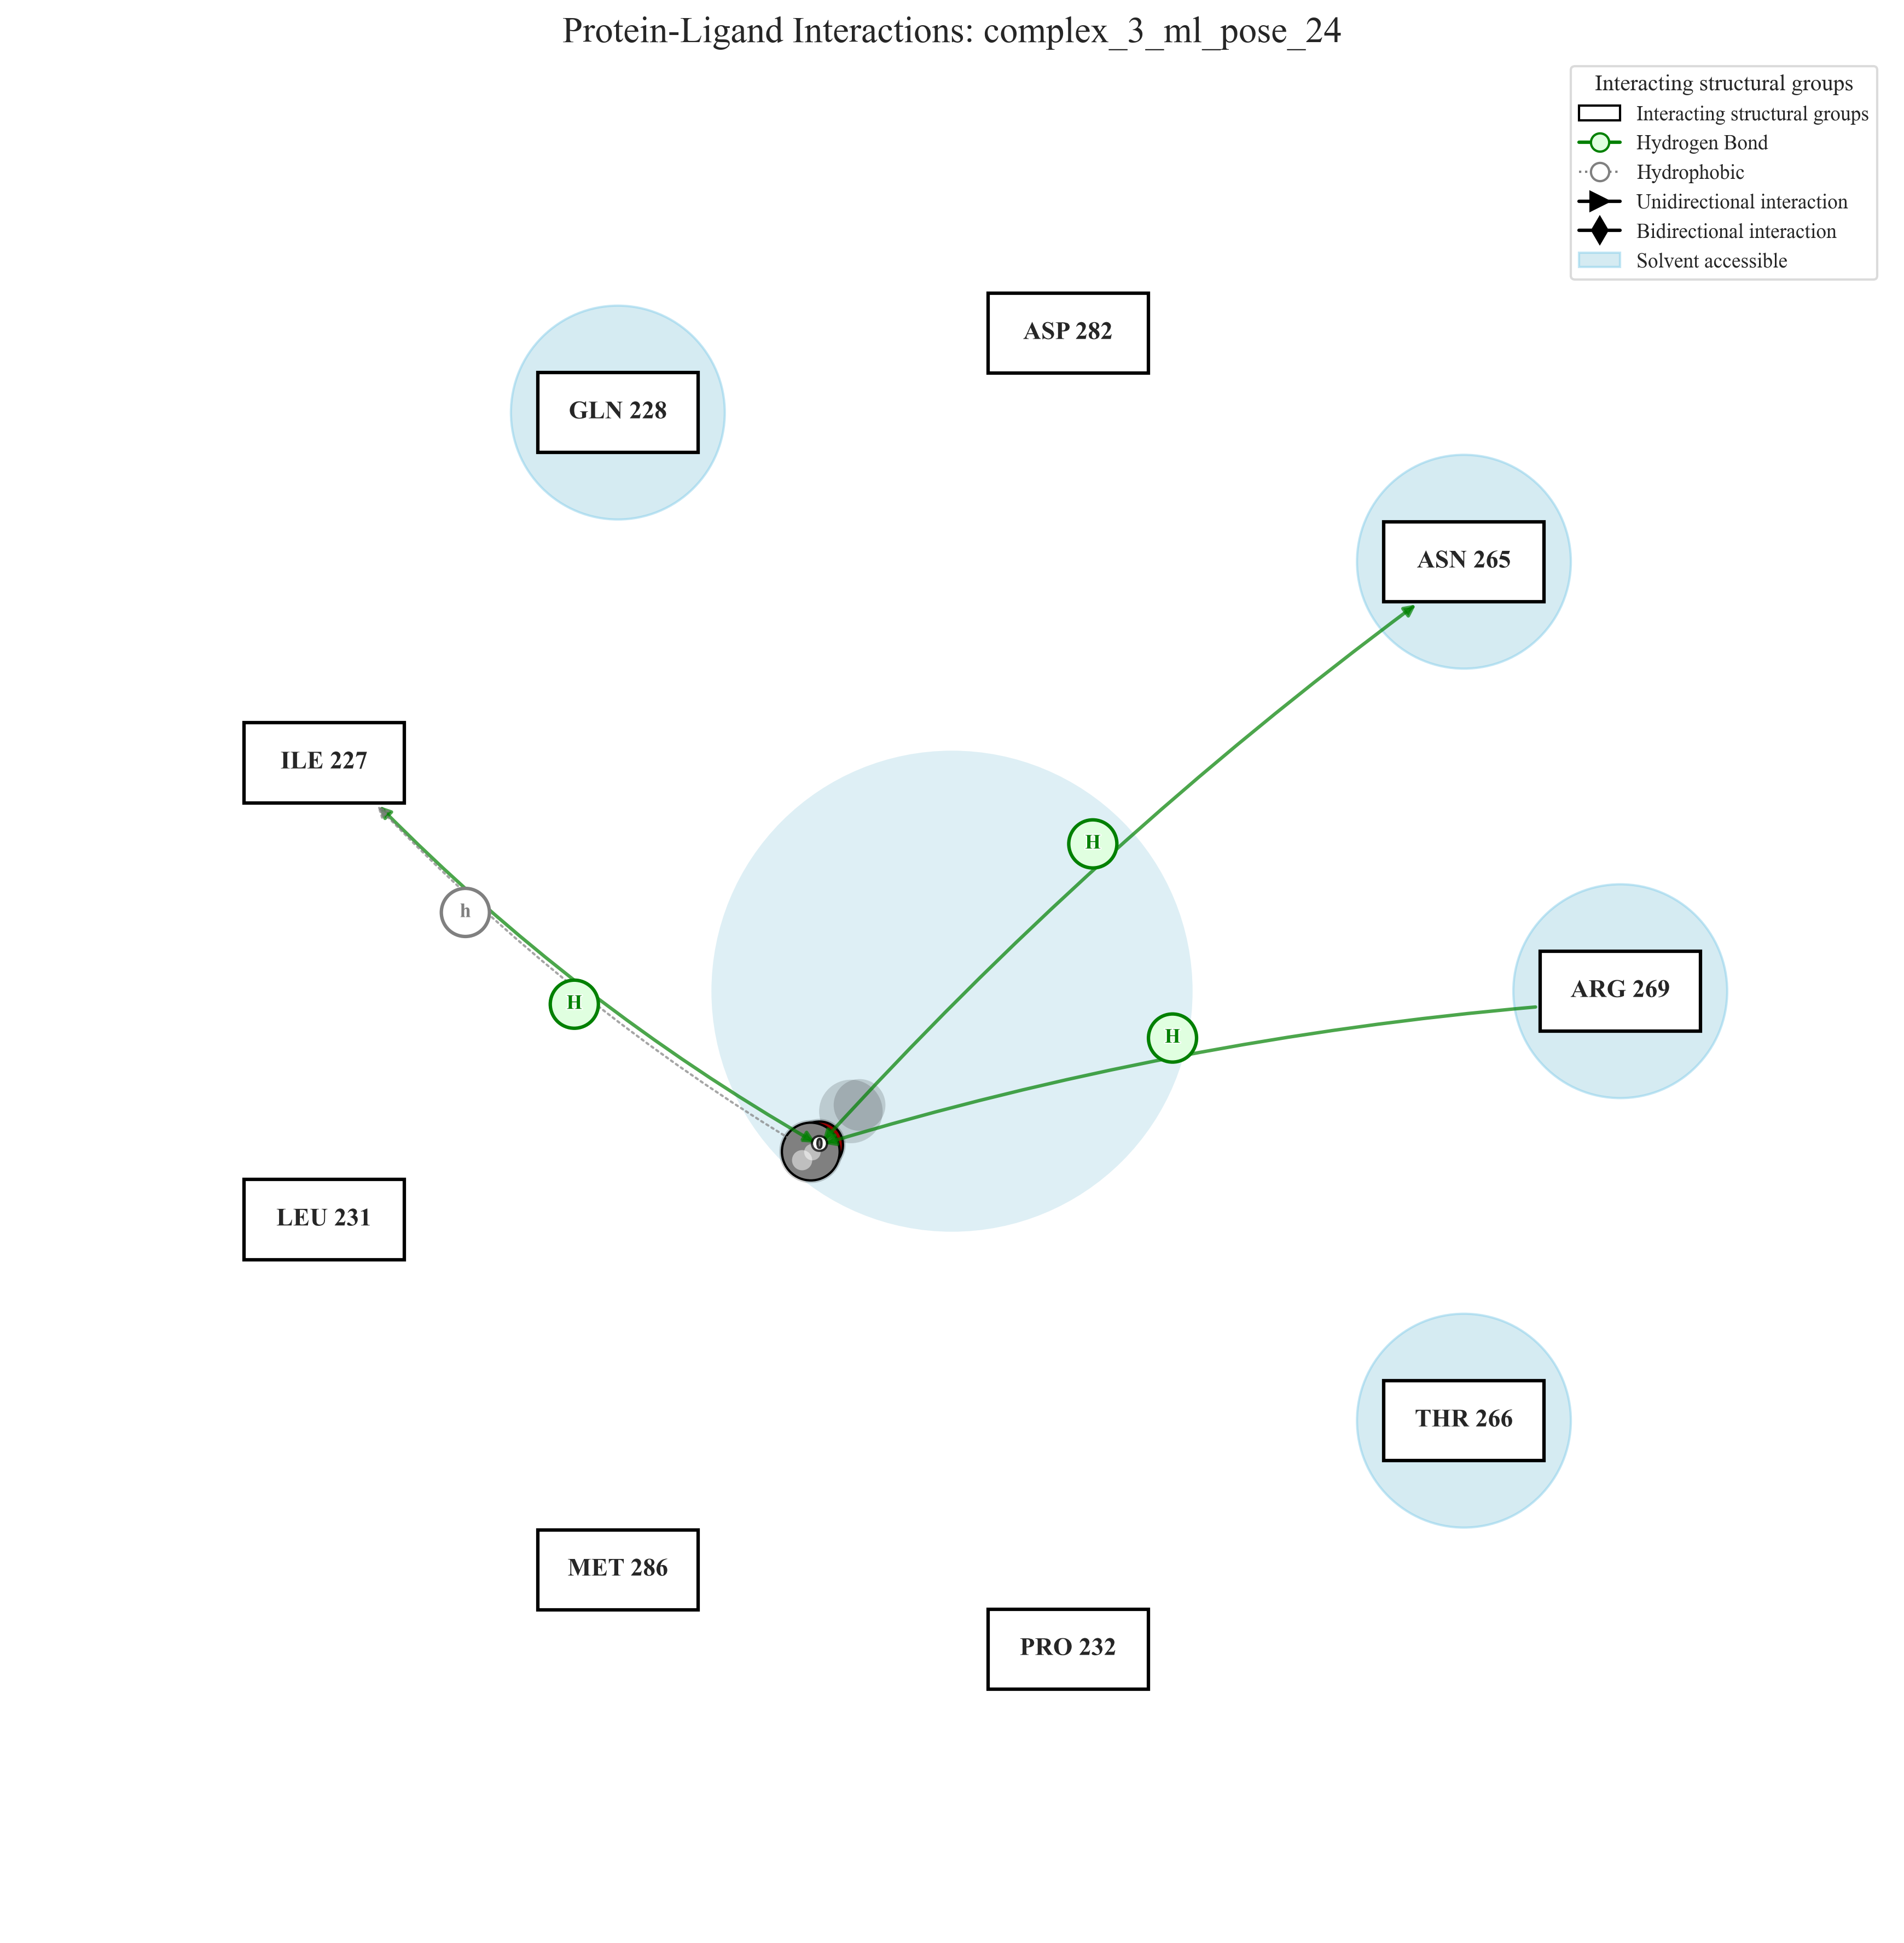 Protein-Ligand Interactions: complex_3_ml_pose_24
Interacting structural groups
Interacting structural groups
Hydrogen Bond
Hydrophobic
Unidirectional interaction
Bidirectional interaction
Solvent accessible
ASP 282
GLN 228
ASN 265
ILE 227
H
h
ARG 269
H
H
O
LEU 231
THR 266
MET 286
PRO 232